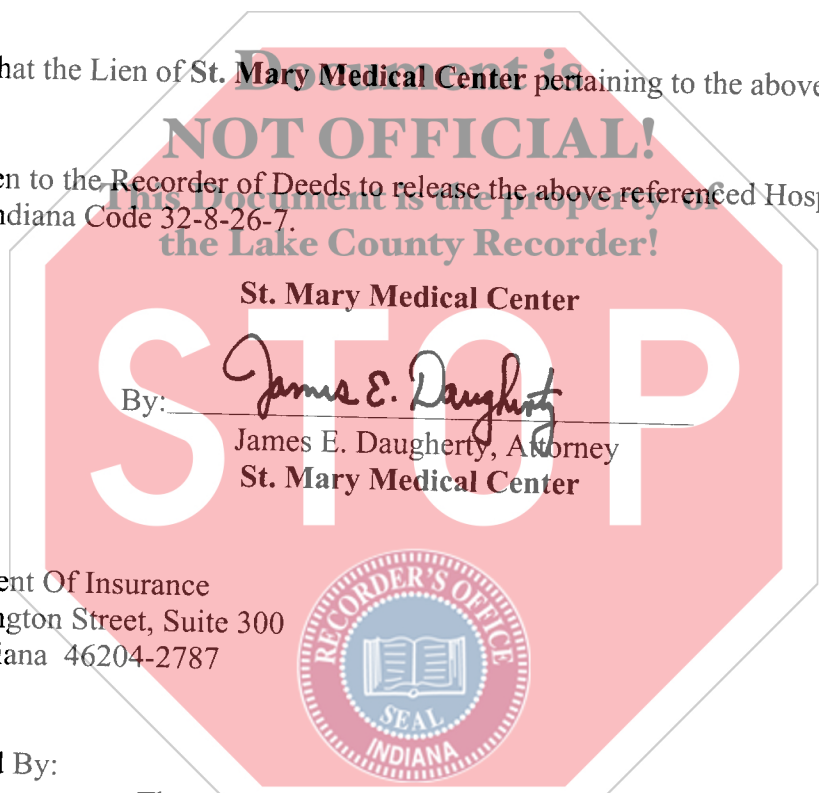 Document is
hat the Lien of St. Mary Medical Center pertaining to the above
NOT OFFICIAL!
en to the Recorder of Deeds to release the above referenced Hosp
This Document is the property of
ndiana Code 32-8-26-7.
the Lake County Recorder!
St. Mary Medical Center
STOP
James E. Daugherty
By:
James E. Daugherty, Attorney
St. Mary Medical Center
ent Of Insurance
ngton Street, Suite 300
iana 46204-2787
RECORDER'S OFFICE
SEAL
INDIANA
d By: